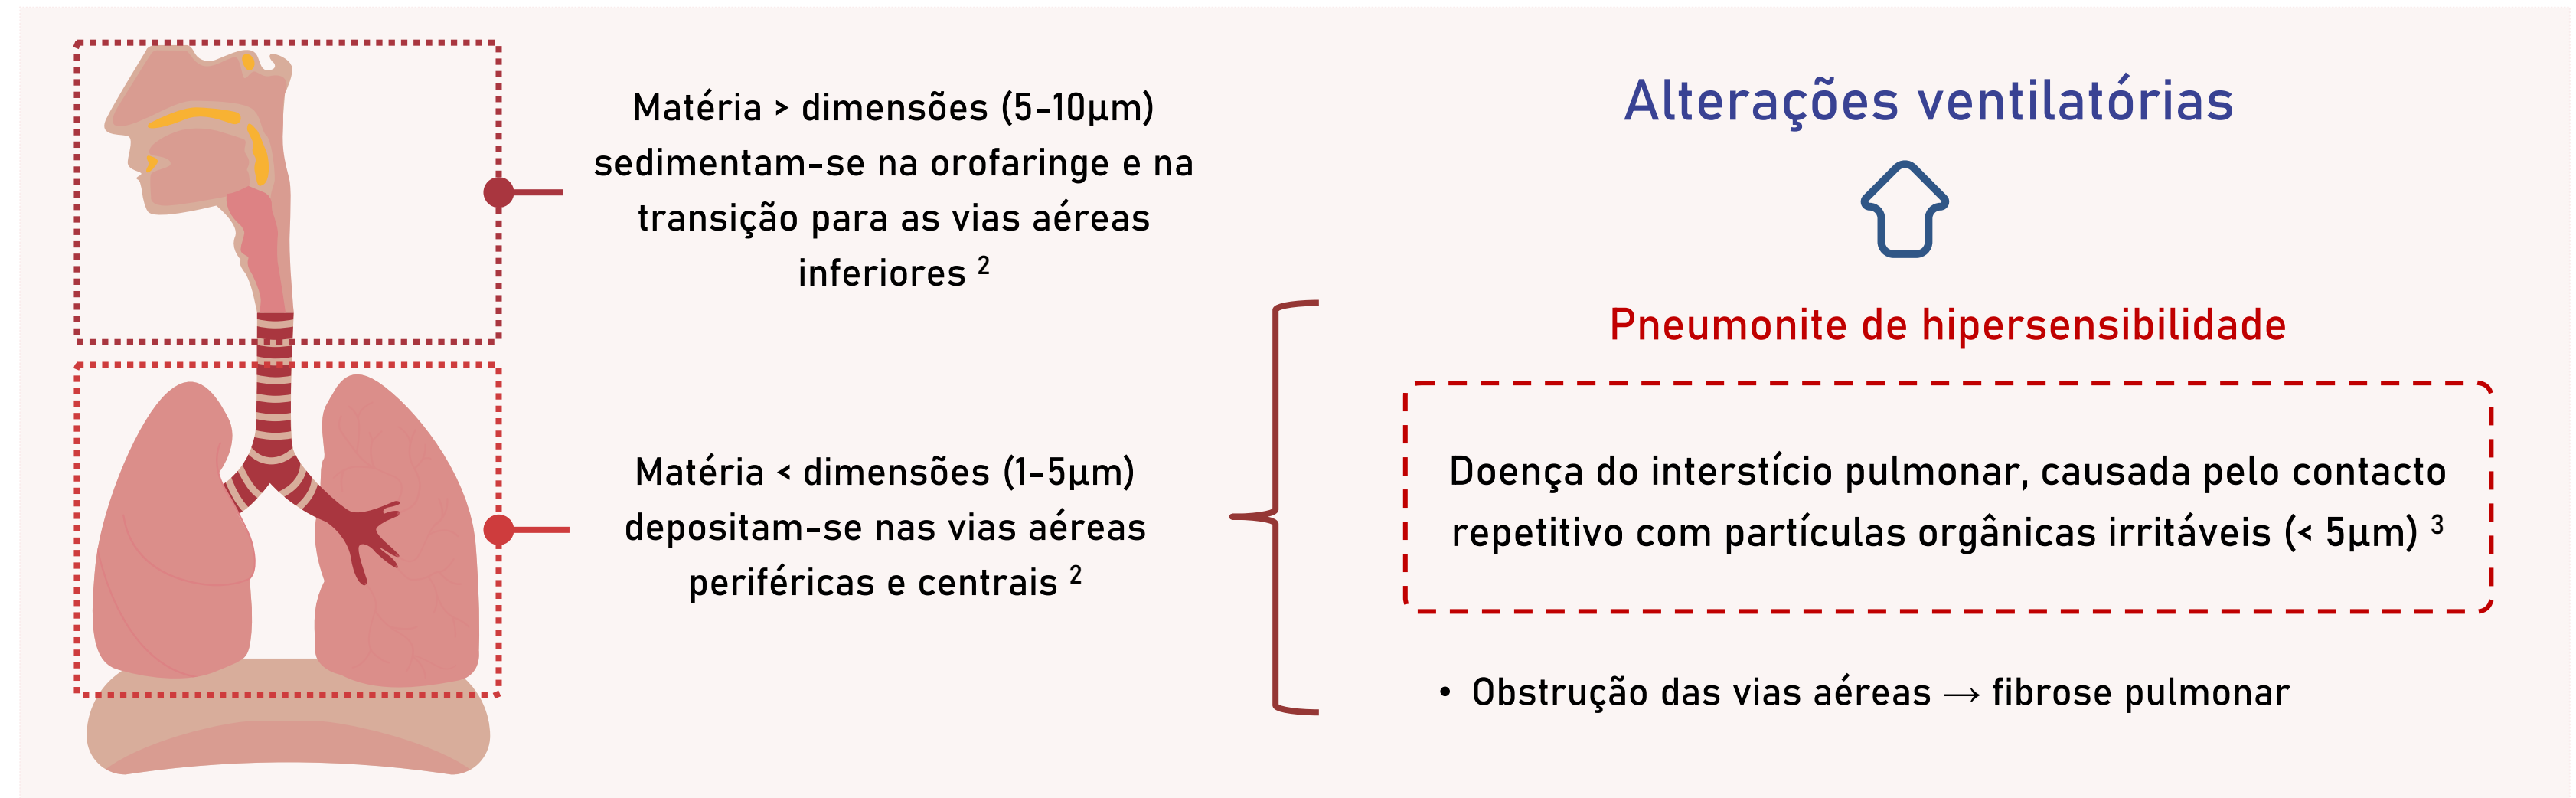 Matéria > dimensões (5-10µm)
sedimentam-se na orofaringe e na
transição para as vias aéreas
inferiores ²
Matéria < dimensões (1-5µm)
depositam-se nas vias aéreas
periféricas e centrais ²
Alterações ventilatórias
Pneumonite de hipersensibilidade
Doença do interstício pulmonar, causada pelo contacto
repetitivo com partículas orgânicas irritáveis (< 5µm) ³
• Obstrução das vias aéreas → fibrose pulmonar